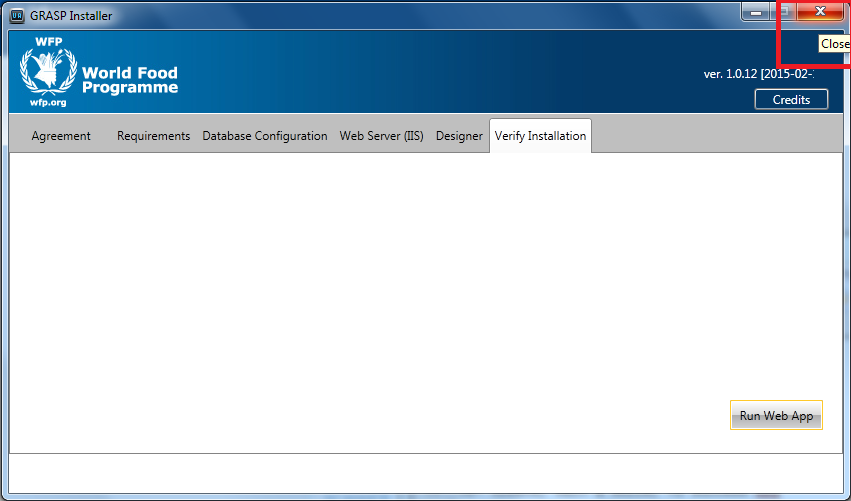 GRASP Installer
Close
WFP
World Food
Programme
wfp.org
ver. 1.0.12 [2015-02-
Credits
Agreement Requirements Database Configuration Web Server (IIS) Designer Verify Installation
Run Web App